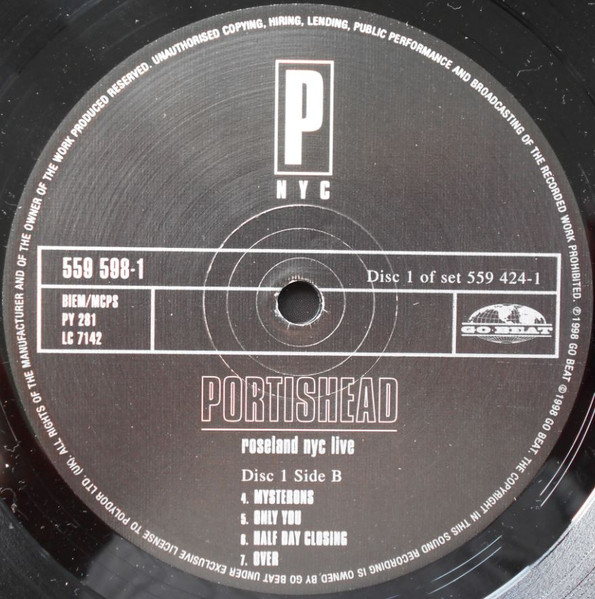 ALL RIGHTS OF THE MANUFACTURER AND OF THE OWNER OF THE WORK PRODUCED RESERVED. UNAUTHORISED COPYING, HIRING, LENDING, PUBLIC PERFORMANCE AND BROADCASTING OF THE RECORDED WORK PROHIBITED. ℗ 1998 GO BEAT © 1998 GO BEAT. THE COPYRIGHT IN THIS SOUND RECORDING IS OWNED BY GO BEAT UNDER EXCLUSIVE LICENSE TO POLYDOR LTD. (UK).
P
NYC
559 598-1
Disc 1 of set 559 424-1
BIEM/MCPS
PY 281
LC 7142
GO BEAT
PORTISHEAD
roseland nyc live
Disc 1 Side B
4. MYSTERONS
5. ONLY YOU
6. HALF DAY CLOSING
7. OVER